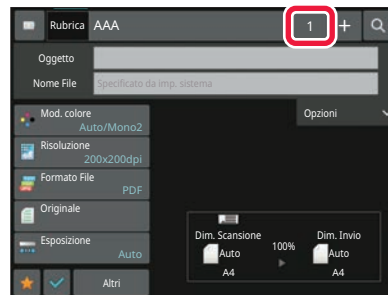 Rubrica AAA 1 +
Oggetto
Nome File Specificato da imp. sistema
Opzioni
Mod. colore
Auto/Mono2
Risoluzione
200x200dpi
Formato File
PDF
Originale
Esposizione
Auto
Altri
Dim. Scansione 100% Dim. Invio
Auto Auto
A4 A4